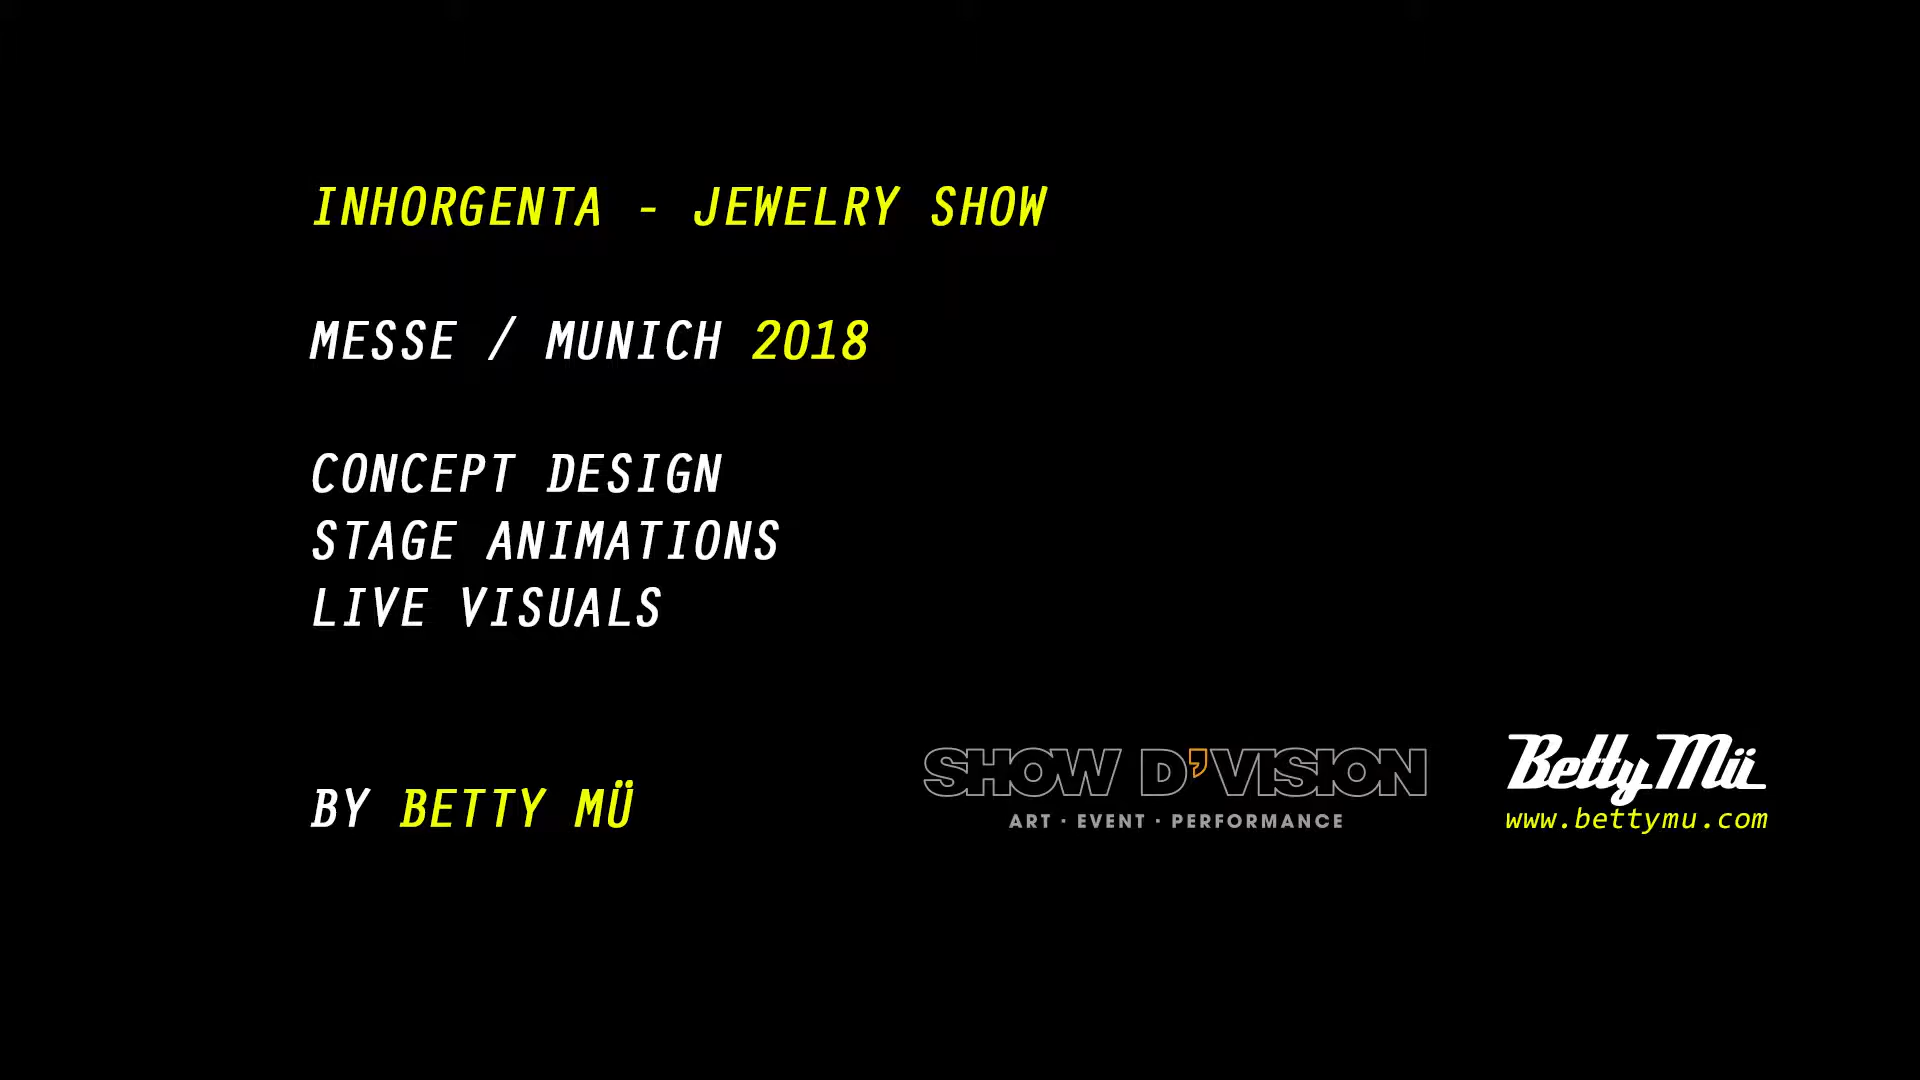 INHORGENTA - JEWELRY SHOW
MESSE / MUNICH 2018
CONCEPT DESIGN
STAGE ANIMATIONS
LIVE VISUALS
BY BETTY MÜ
SHOW D'VISION
ART · EVENT · PERFORMANCE
Betty Mü
www.bettymu.com